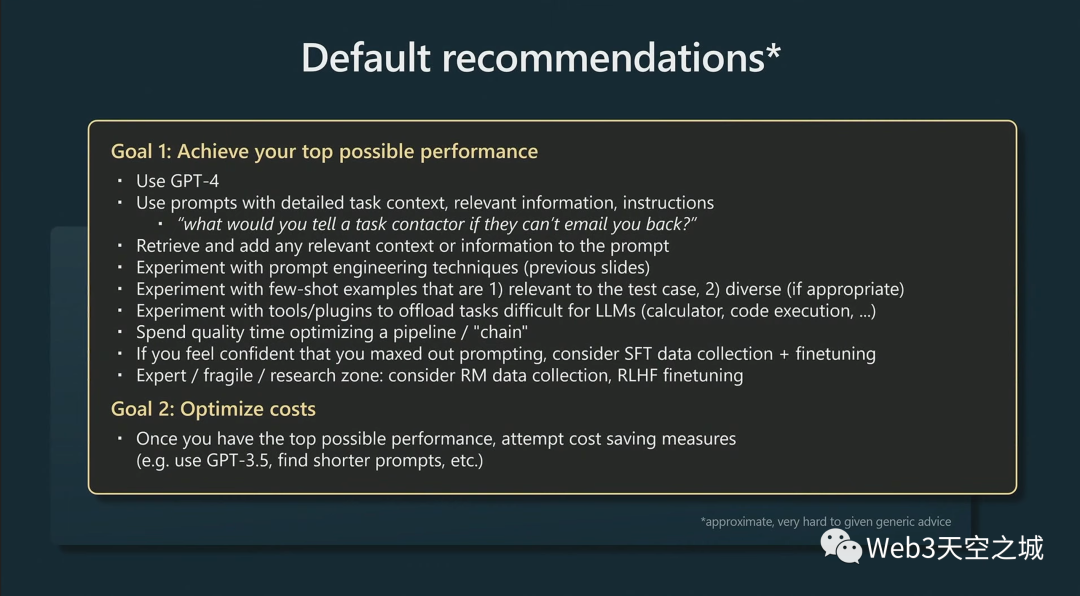 Default recommendations*
Goal 1: Achieve your top possible performance
· Use GPT-4
· Use prompts with detailed task context, relevant information, instructions
· “what would you tell a task contactor if they can’t email you back?”
· Retrieve and add any relevant context or information to the prompt
· Experiment with prompt engineering techniques (previous slides)
· Experiment with few-shot examples that are 1) relevant to the test case, 2) diverse (if appropriate)
· Experiment with tools/plugins to offload tasks difficult for LLMs (calculator, code execution, ...)
· Spend quality time optimizing a pipeline / "chain"
· If you feel confident that you maxed out prompting, consider SFT data collection + finetuning
· Expert / fragile / research zone: consider RM data collection, RLHF finetuning
Goal 2: Optimize costs
· Once you have the top possible performance, attempt cost saving measures
(e.g. use GPT-3.5, find shorter prompts, etc.)
*approximate, very hard to given generic advice
Web3天空之城